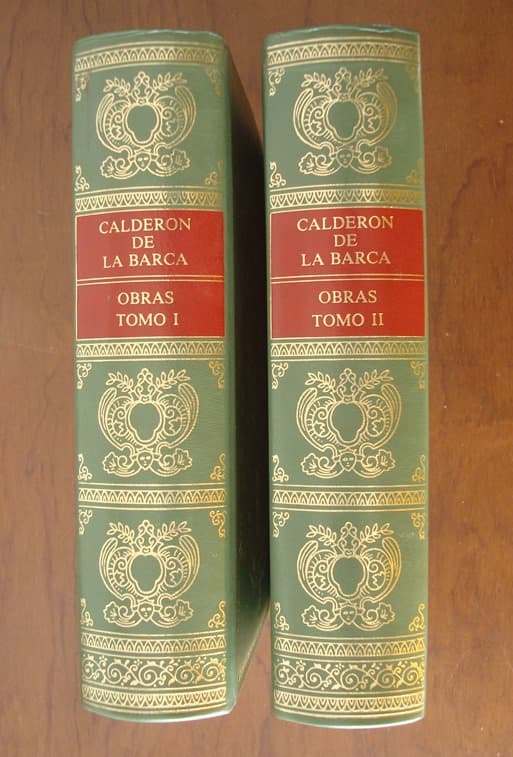 CALDERON
DE
LA BARCA
OBRAS
TOMO I
CALDERON
DE
LA BARCA
OBRAS
TOMO II